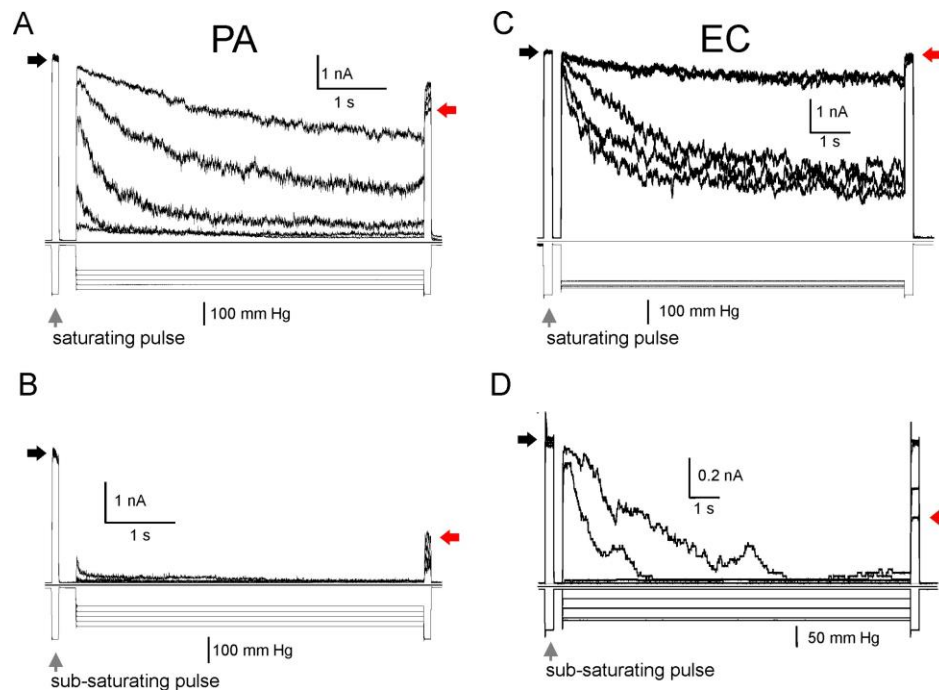 A
PA
1 nA
1 s
100 mm Hg
saturating pulse
C
EC
1 nA
1 s
100 mm Hg
saturating pulse
B
1 nA
1 s
100 mm Hg
sub-saturating pulse
D
0.2 nA
1 s
50 mm Hg
sub-saturating pulse